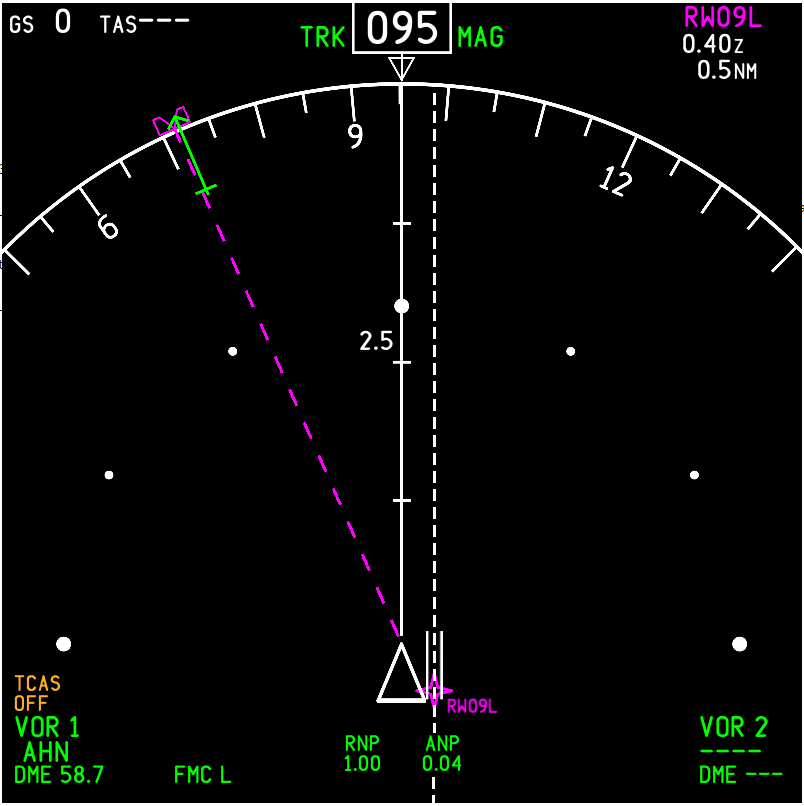 GS 0 TAS---
TRK 095 MAG
RW09L
0.40Z
0.5NM
9
12
6
2.5
RW09L
TCAS
OFF
VOR 1
AHN
DME 58.7
FMC L
RNP
1.00
ANP
0.04
VOR 2
----
DME ---